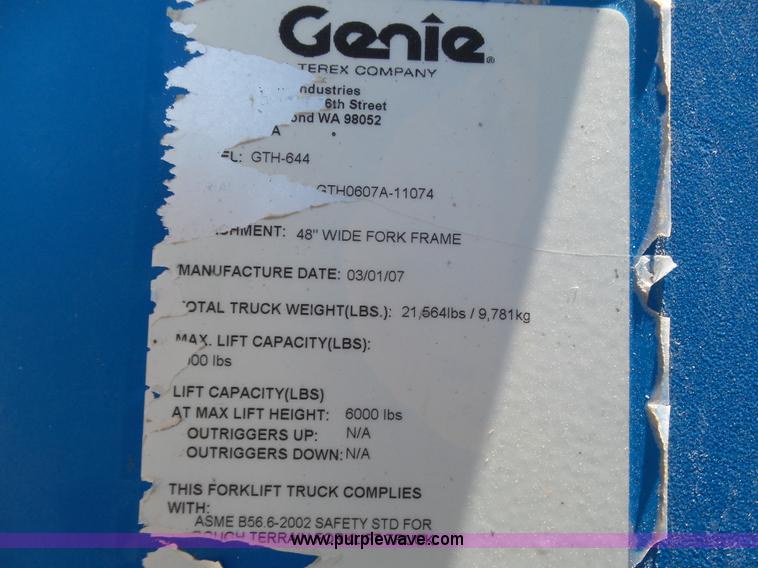 Genie
TEREX COMPANY
ndustries
6th Street
ond WA 98052
A
EL: GTH-644
GTH0607A-11074
CHMENT: 48" WIDE FORK FRAME
MANUFACTURE DATE: 03/01/07
OTAL TRUCK WEIGHT(LBS.): 21,564lbs / 9,781kg
MAX. LIFT CAPACITY(LBS):
00 lbs
LIFT CAPACITY(LBS)
AT MAX LIFT HEIGHT: 6000 lbs
OUTRIGGERS UP: N/A
OUTRIGGERS DOWN: N/A
THIS FORKLIFT TRUCK COMPLIES
WITH:
ASME B56.6-2002 SAFETY STD FOR
www.purplewave.com